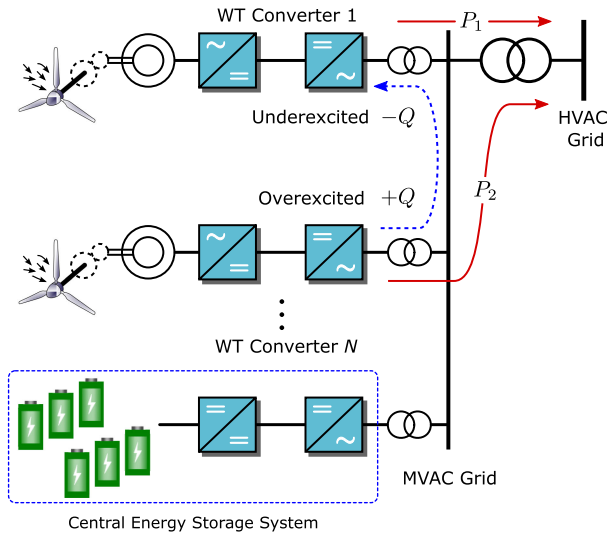 WT Converter 1
P₁
HVAC
Grid
Underexcited −Q
P₂
Overexcited +Q
WT Converter N
MVAC Grid
Central Energy Storage System